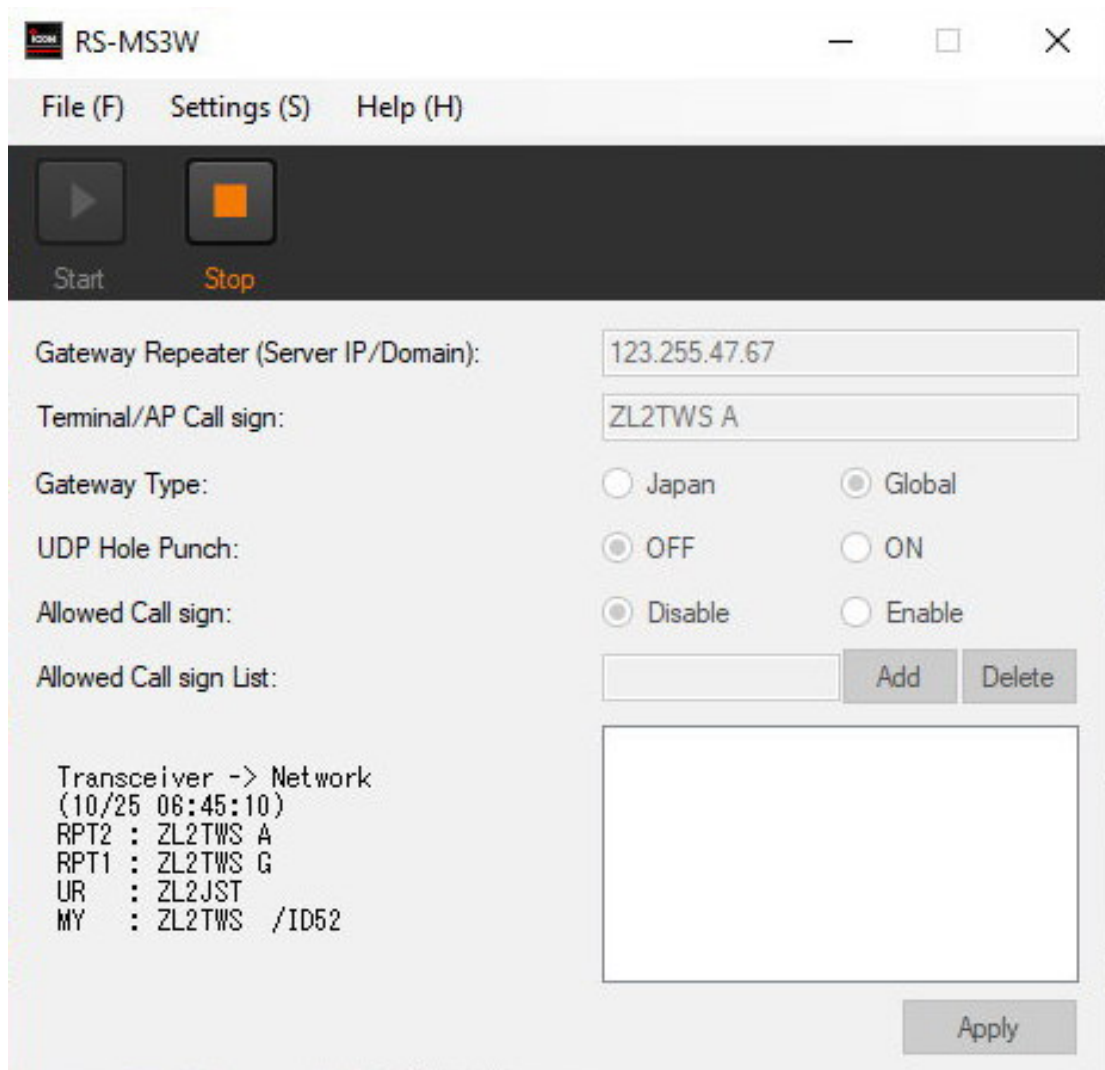 ICOM RS-MS3W
File (F) Settings (S) Help (H)
Start Stop
Gateway Repeater (Server IP/Domain): 123.255.47.67
Terminal/AP Call sign: ZL2TWS A
Gateway Type: Japan Global
UDP Hole Punch: OFF ON
Allowed Call sign: Disable Enable
Allowed Call sign List: Add Delete
Transceiver -> Network
(10/25 06:45:10)
RPT2 : ZL2TWS A
RPT1 : ZL2TWS G
UR : ZL2JST
MY : ZL2TWS /ID52
Apply